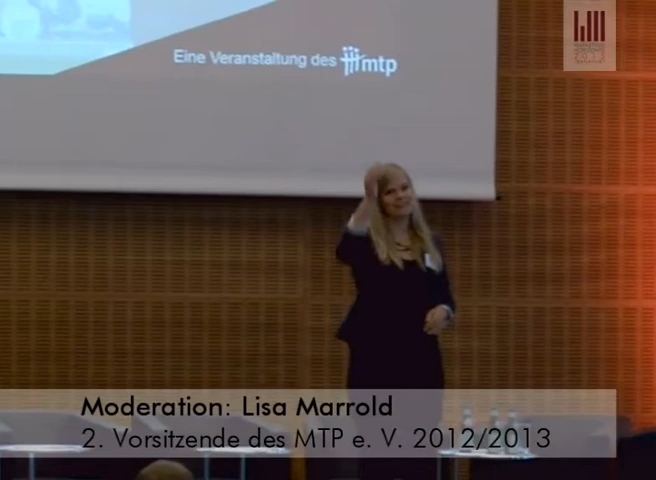 Eine Veranstaltung des mtp
Moderation: Lisa Marrold
2. Vorsitzende des MTP e. V. 2012/2013